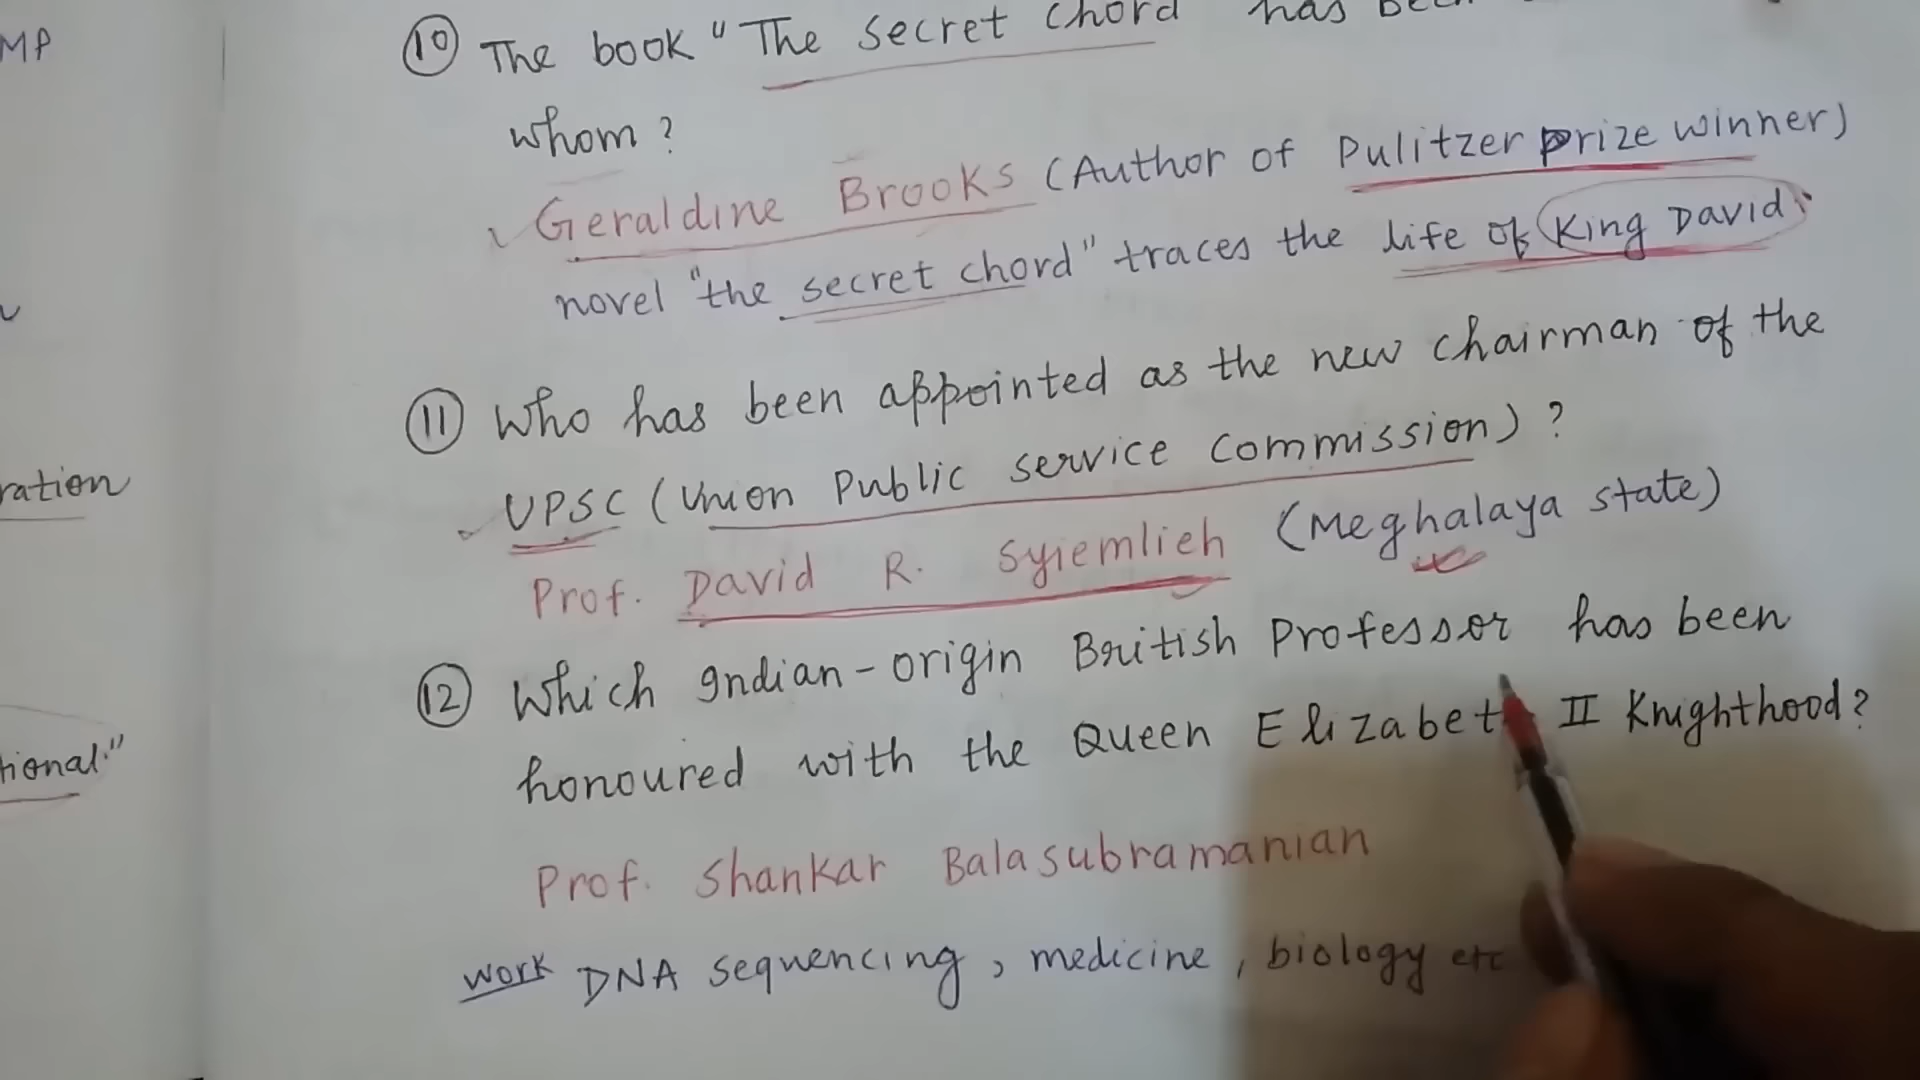 MP
ration
tional"
⑩ The book "The secret chord has been
whom?
Geraldine Brooks (Author of Pulitzer prize winner)
novel "the secret chord" traces the life of King David.
⑪ Who has been appointed as the new chairman of the
UPSC (Union Public service commission)?
Prof. David R. Syiemlieh (Meghalaya state)
⑫ Which Indian-origin British Professor has been
honoured with the Queen Elizabeth II Knighthood?
Prof. Shankar Balasubramanian
work DNA sequencing, medicine, biology etc